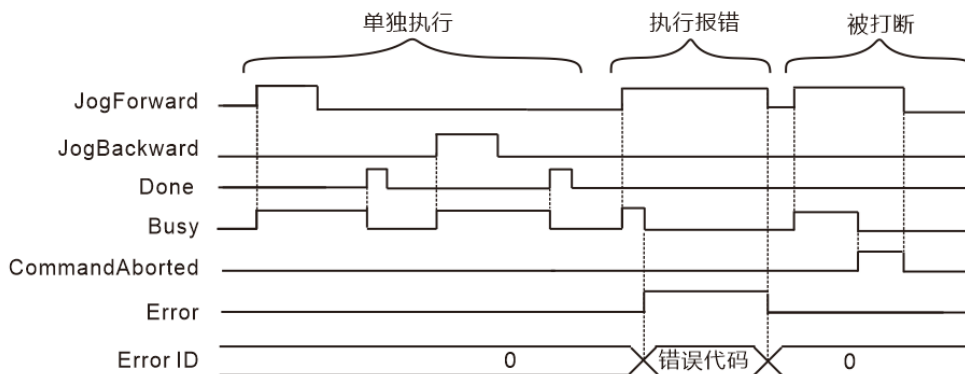 单独执行 执行报错 被打断
JogForward
JogBackward
Done
Busy
CommandAborted
Error
Error ID 0 错误代码 0